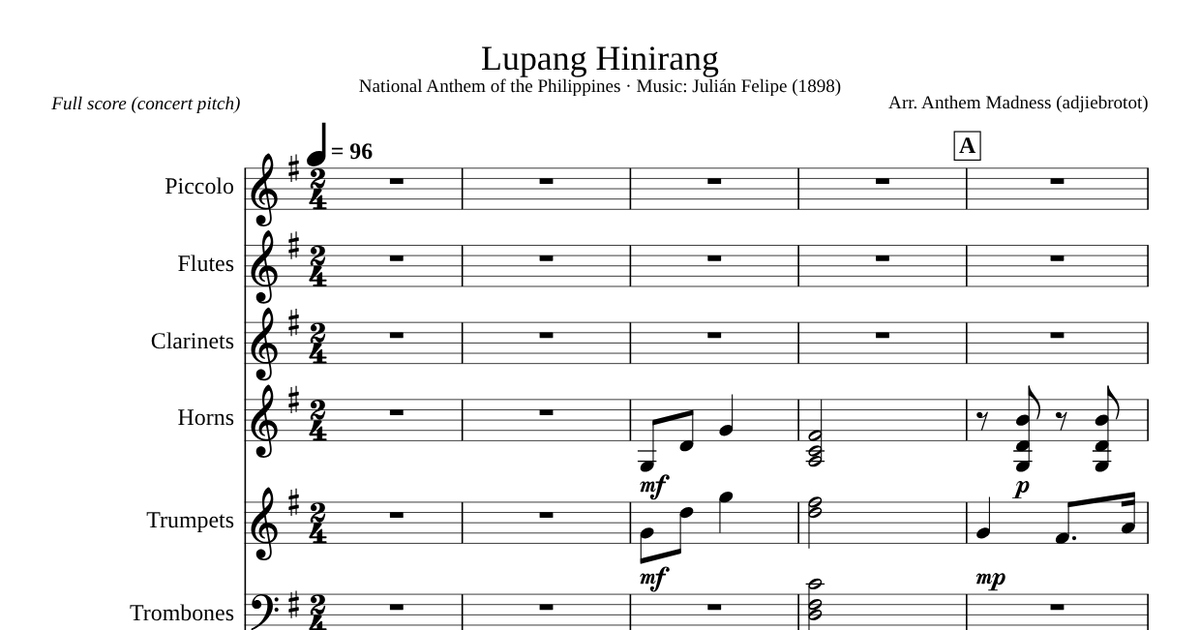 Lupang Hinirang
National Anthem of the Philippines · Music: Julián Felipe (1898)
Full score (concert pitch)
Arr. Anthem Madness (adjiebrotot)
= 96
A
Piccolo
Flutes
Clarinets
Horns
mf
p
Trumpets
mf
mp
Trombones